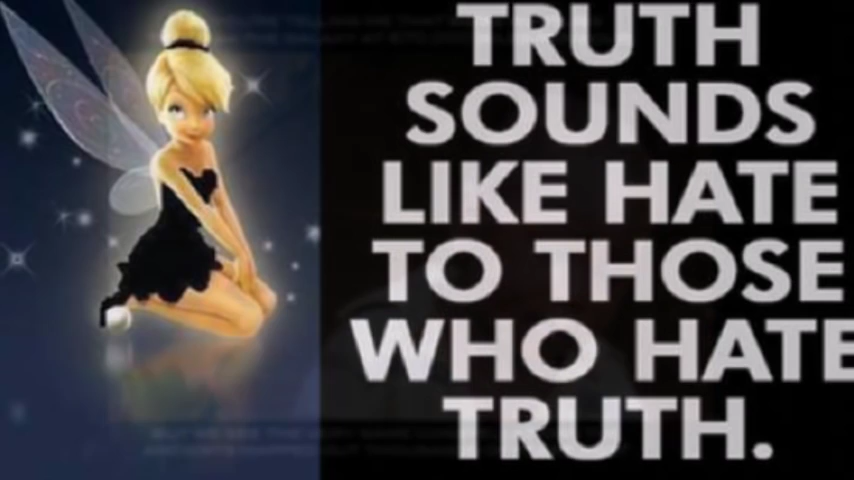 TRUTH
SOUNDS
LIKE HATE
TO THOSE
WHO HATE
TRUTH.